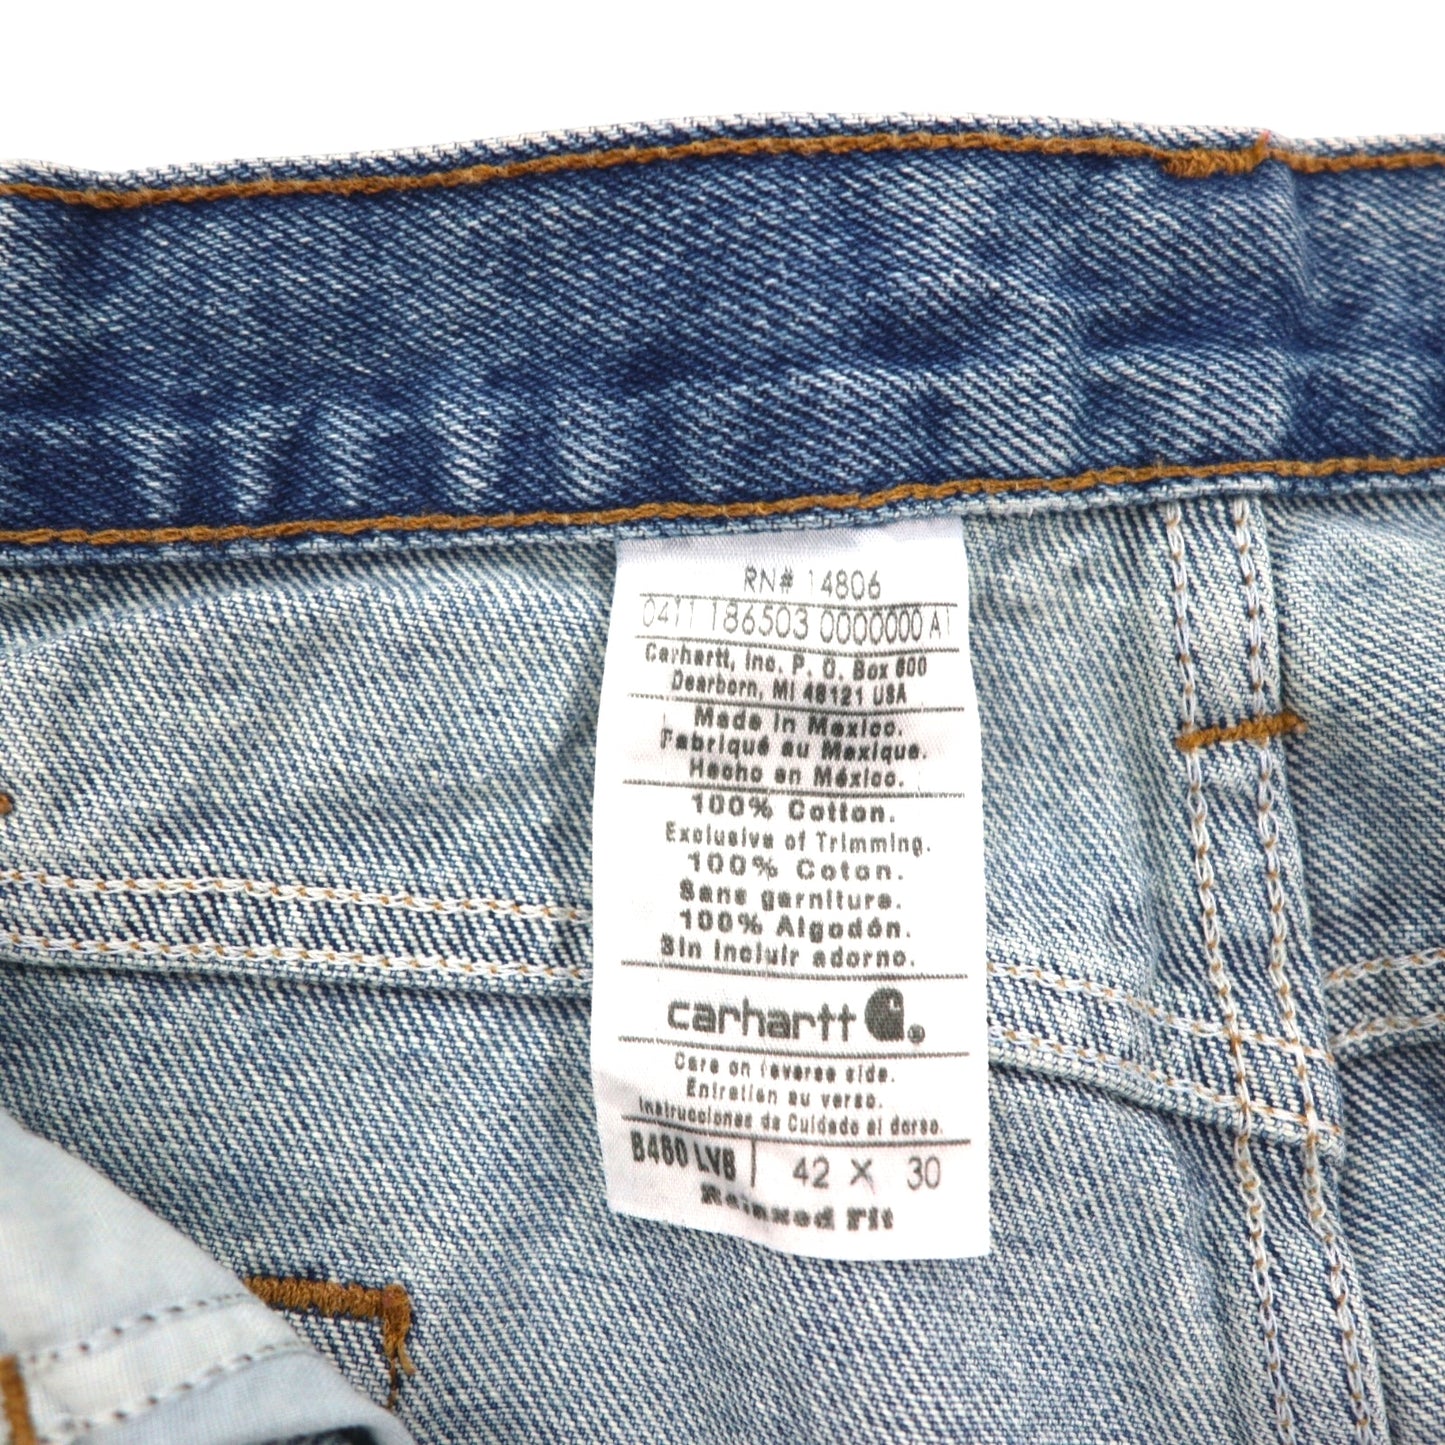 RN# 14806
0411 186503 0000000 A1
Carhartt, Inc. P. O. Box 600
Dearborn, MI 48121 USA
Made in Mexico.
Fabriqué au Mexique.
Hecho en México.
100% Cotton.
Exclusive of Trimming.
100% Coton.
Sans garniture.
100% Algodón.
Sin incluir adorno.
carhartt ®
Care on reverse side.
Entretien au verso.
Instrucciones de Cuidado al dorso.
B460 LVB 42 X 30
Relaxed Fit